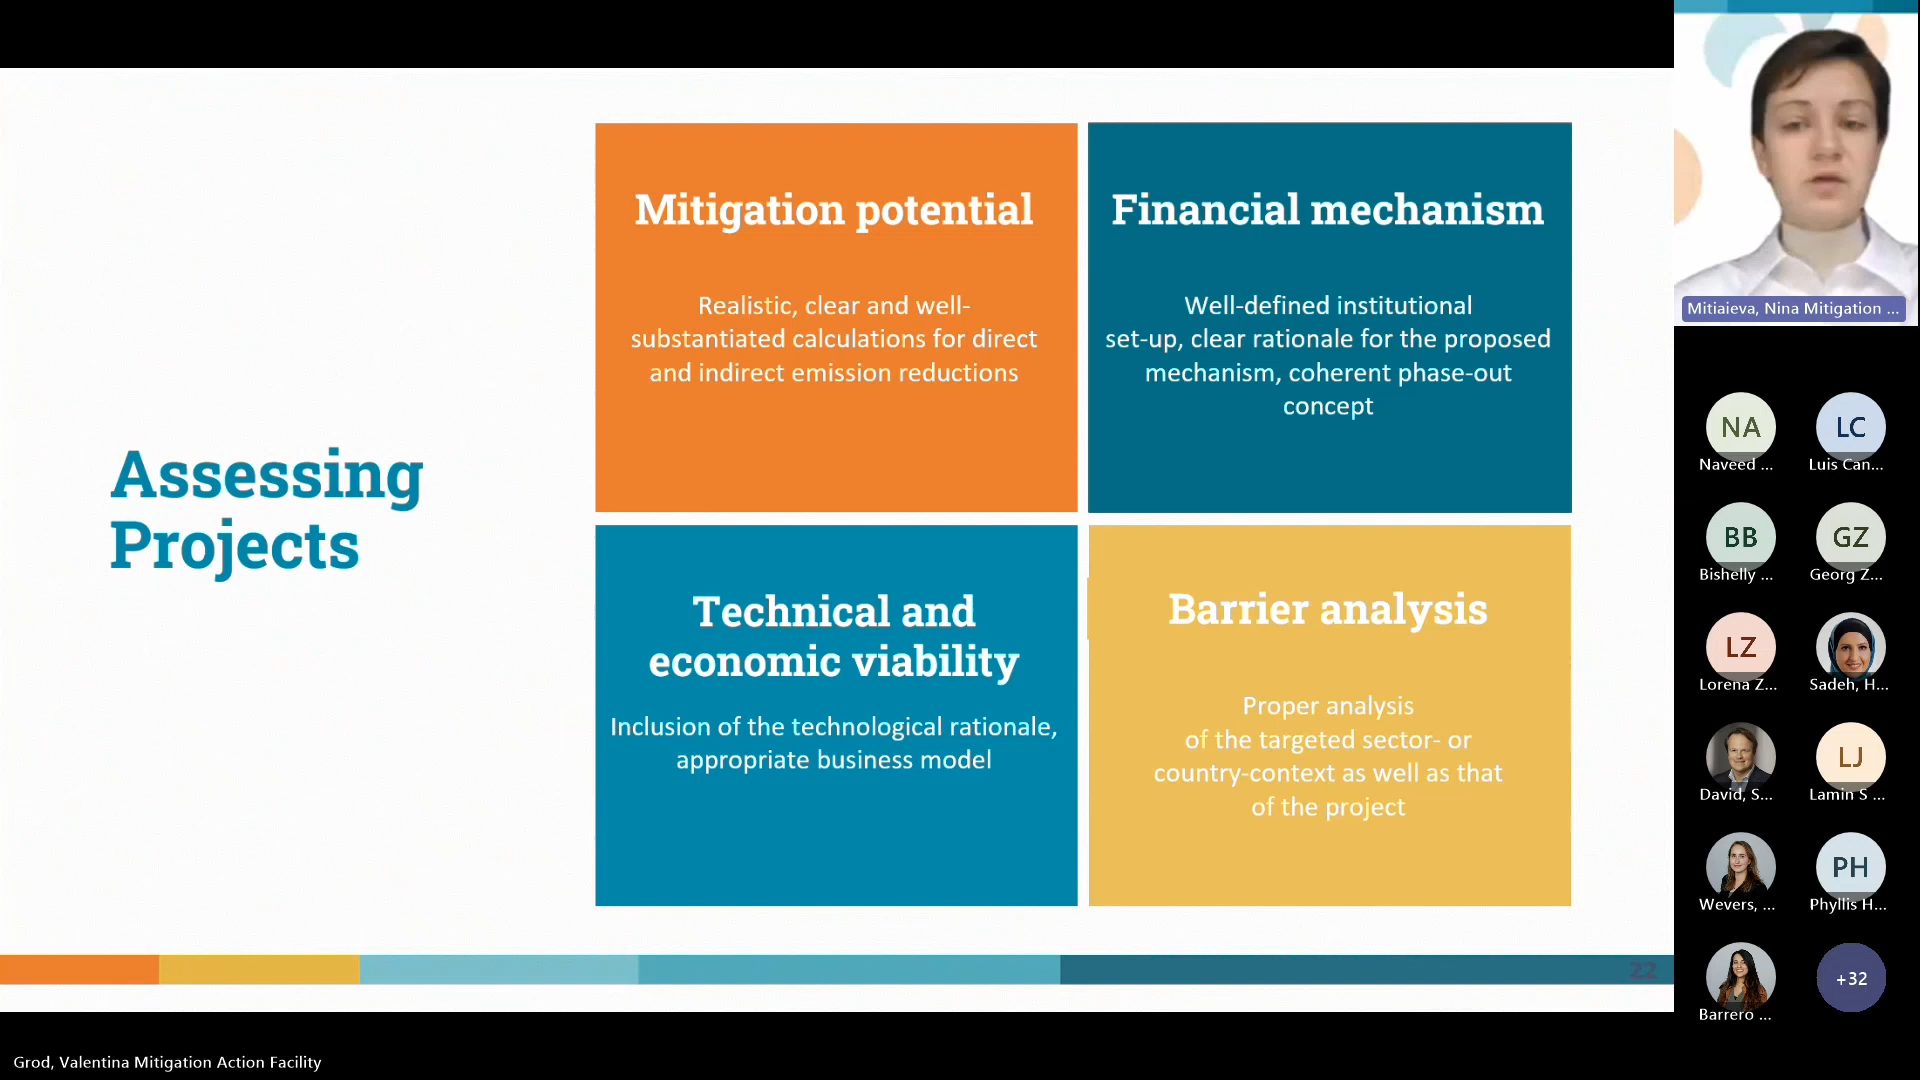 Assessing
Projects
Mitigation potential
Realistic, clear and well-
substantiated calculations for direct
and indirect emission reductions
Financial mechanism
Well-defined institutional
set-up, clear rationale for the proposed
mechanism, coherent phase-out
concept
Technical and
economic viability
Inclusion of the technological rationale,
appropriate business model
Barrier analysis
Proper analysis
of the targeted sector- or
country-context as well as that
of the project
22
Mitiaieva, Nina Mitigation ...
NA
Naveed ...
LC
Luis Can...
BB
Bishelly ...
GZ
Georg Z...
LZ
Lorena Z...
Sadeh, H...
David, S...
LJ
Lamin S ...
Wevers, ...
PH
Phyllis H...
Barrero ...
+32
Grod, Valentina Mitigation Action Facility